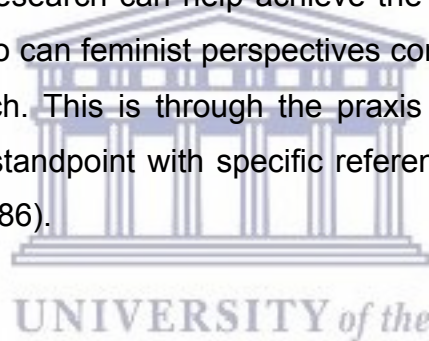 research can help achieve the
o can feminist perspectives con
ch. This is through the praxis
standpoint with specific referen
86).
UNIVERSITY of the